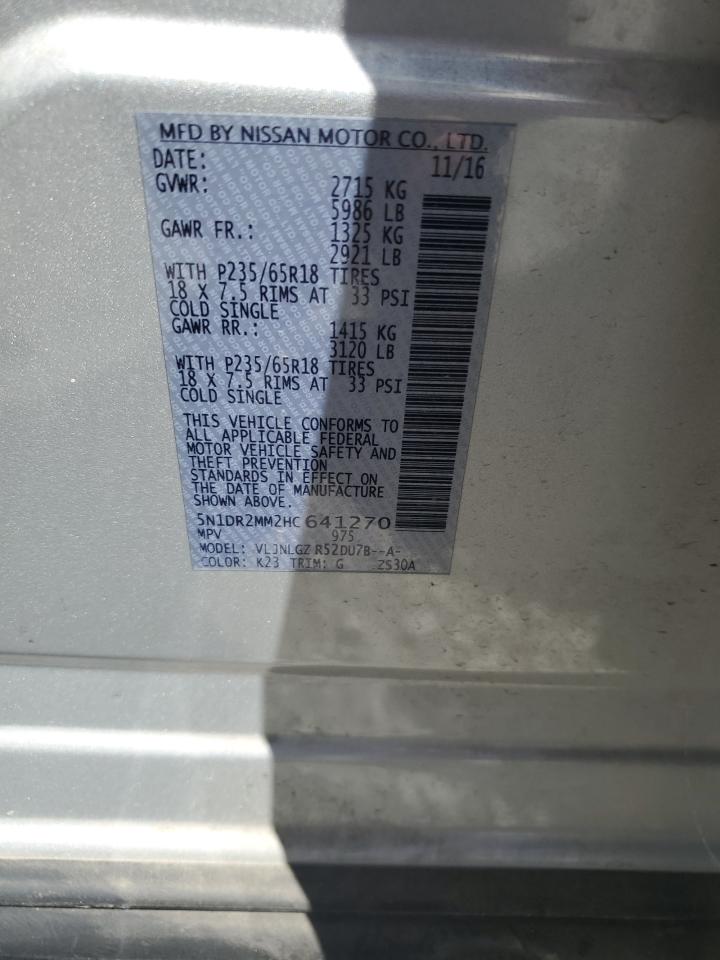 MFD BY NISSAN MOTOR CO., LTD.
DATE: 11/16
GVWR: 2715 KG
5986 LB
GAWR FR.: 1325 KG
2921 LB
WITH P235/65R18 TIRES
18 X 7.5 RIMS AT 33 PSI
COLD SINGLE
GAWR RR.: 1415 KG
3120 LB
WITH P235/65R18 TIRES
18 X 7.5 RIMS AT 33 PSI
COLD SINGLE
THIS VEHICLE CONFORMS TO
ALL APPLICABLE FEDERAL
MOTOR VEHICLE SAFETY AND
THEFT PREVENTION
STANDARDS IN EFFECT ON
THE DATE OF MANUFACTURE
SHOWN ABOVE.
5N1DR2MM2HC641270
MPV 975
MODEL: R52DU7B--A-
COLOR: K23 TRIM: G 2S30A